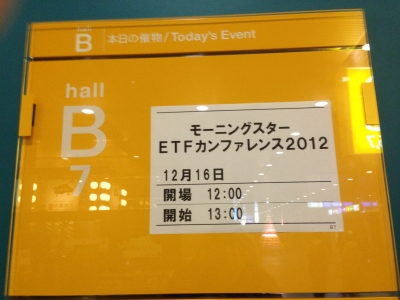 B 本日の催物/Today's Event
hall
B
7
モーニングスター
ETFカンファレンス2012
12月16日
開場 12:00
開始 13:00